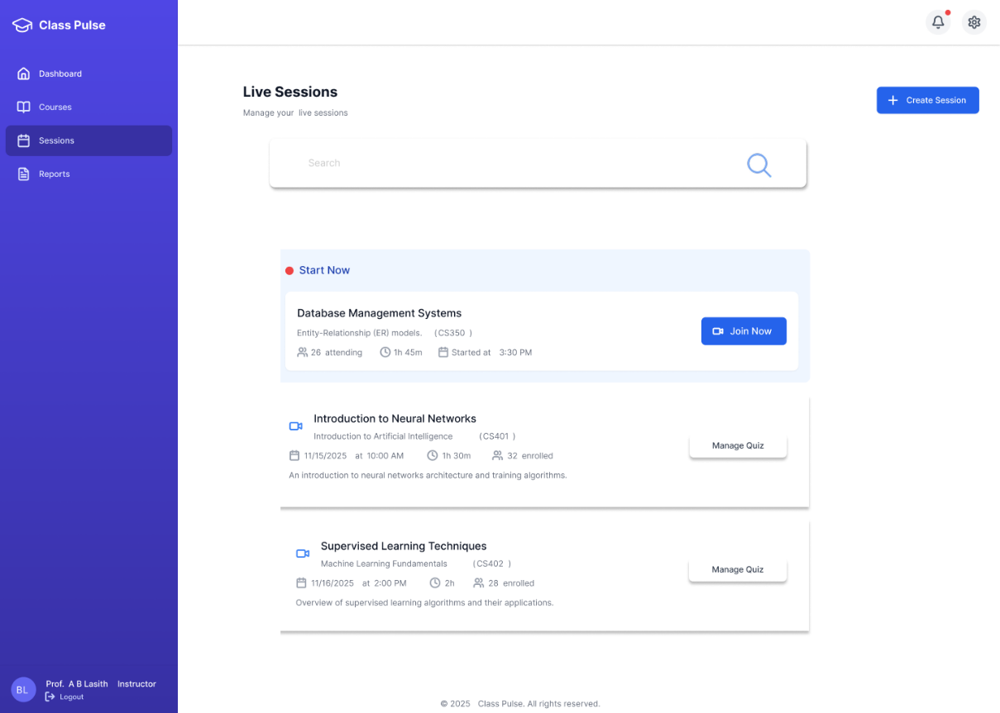 Class Pulse
Dashboard
Courses
Sessions
Reports
BL
Prof. A B Lasith Instructor
Logout
Live Sessions
Manage your live sessions
Create Session
Search
Start Now
Database Management Systems
Entity-Relationship (ER) models. (CS350 )
26 attending 1h 45m Started at 3:30 PM
Join Now
Introduction to Neural Networks
Introduction to Artificial Intelligence (CS401 )
11/15/2025 at 10:00 AM 1h 30m 32 enrolled
An introduction to neural networks architecture and training algorithms.
Manage Quiz
Supervised Learning Techniques
Machine Learning Fundamentals (CS402 )
11/16/2025 at 2:00 PM 2h 28 enrolled
Overview of supervised learning algorithms and their applications.
Manage Quiz
© 2025 Class Pulse. All rights reserved.